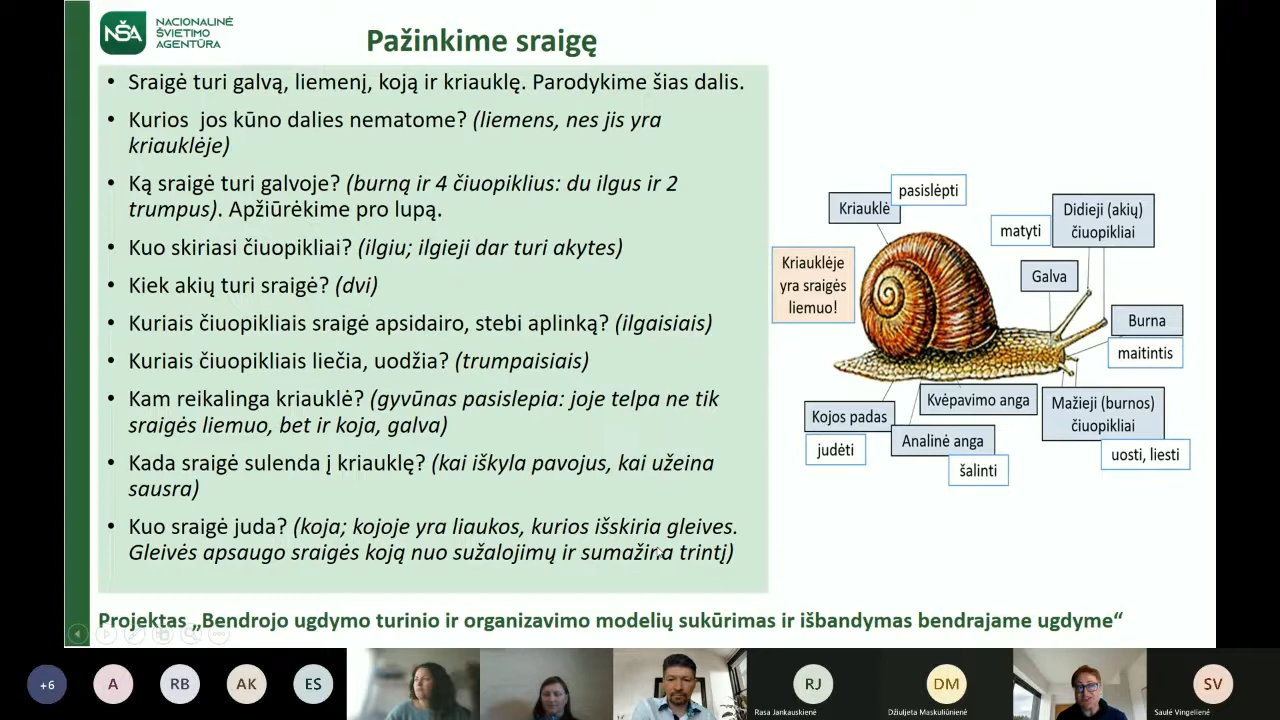 NŠA
NACIONALINĖ
ŠVIETIMO
AGENTŪRA
Pažinkime sraigę
• Sraigė turi galvą, liemenį, koją ir kriauklę. Parodykime šias dalis.
• Kurios jos kūno dalies nematome? (liemens, nes jis yra
kriauklėje)
• Ką sraigė turi galvoje? (burną ir 4 čiuopiklius: du ilgus ir 2
trumpus). Apžiūrėkime pro lupą.
• Kuo skiriasi čiuopikliai? (ilgiu; ilgieji dar turi akytes)
• Kiek akių turi sraigė? (dvi)
• Kuriais čiuopikliais sraigė apsidairo, stebi aplinką? (ilgaisiais)
• Kuriais čiuopikliais liečia, uodžia? (trumpaisiais)
• Kam reikalinga kriauklė? (gyvūnas pasislepia: joje telpa ne tik
sraigės liemuo, bet ir koja, galva)
• Kada sraigė sulenda į kriauklę? (kai iškyla pavojus, kai užeina
sausra)
• Kuo sraigė juda? (koja; kojoje yra liaukos, kurios išskiria gleives.
Gleivės apsaugo sraigės koją nuo sužalojimų ir sumažina trintį)
pasislėpti
Kriauklė
Didieji (akių)
čiuopikliai
matyti
Kriauklėje
yra sraigės
liemuo!
Galva
Burna
maitintis
Kvėpavimo anga
Mažieji (burnos)
čiuopikliai
Kojos padas
judėti
Analinė anga
šalinti
uosti, liesti
Projektas „Bendrojo ugdymo turinio ir organizavimo modelių sukūrimas ir išbandymas bendrajame ugdyme“
+6
A
RB
AK
ES
RJ
DM
SV
Rasa Jankauskienė
Džiuljeta Maskuliūnienė
Saulė Vingelienė